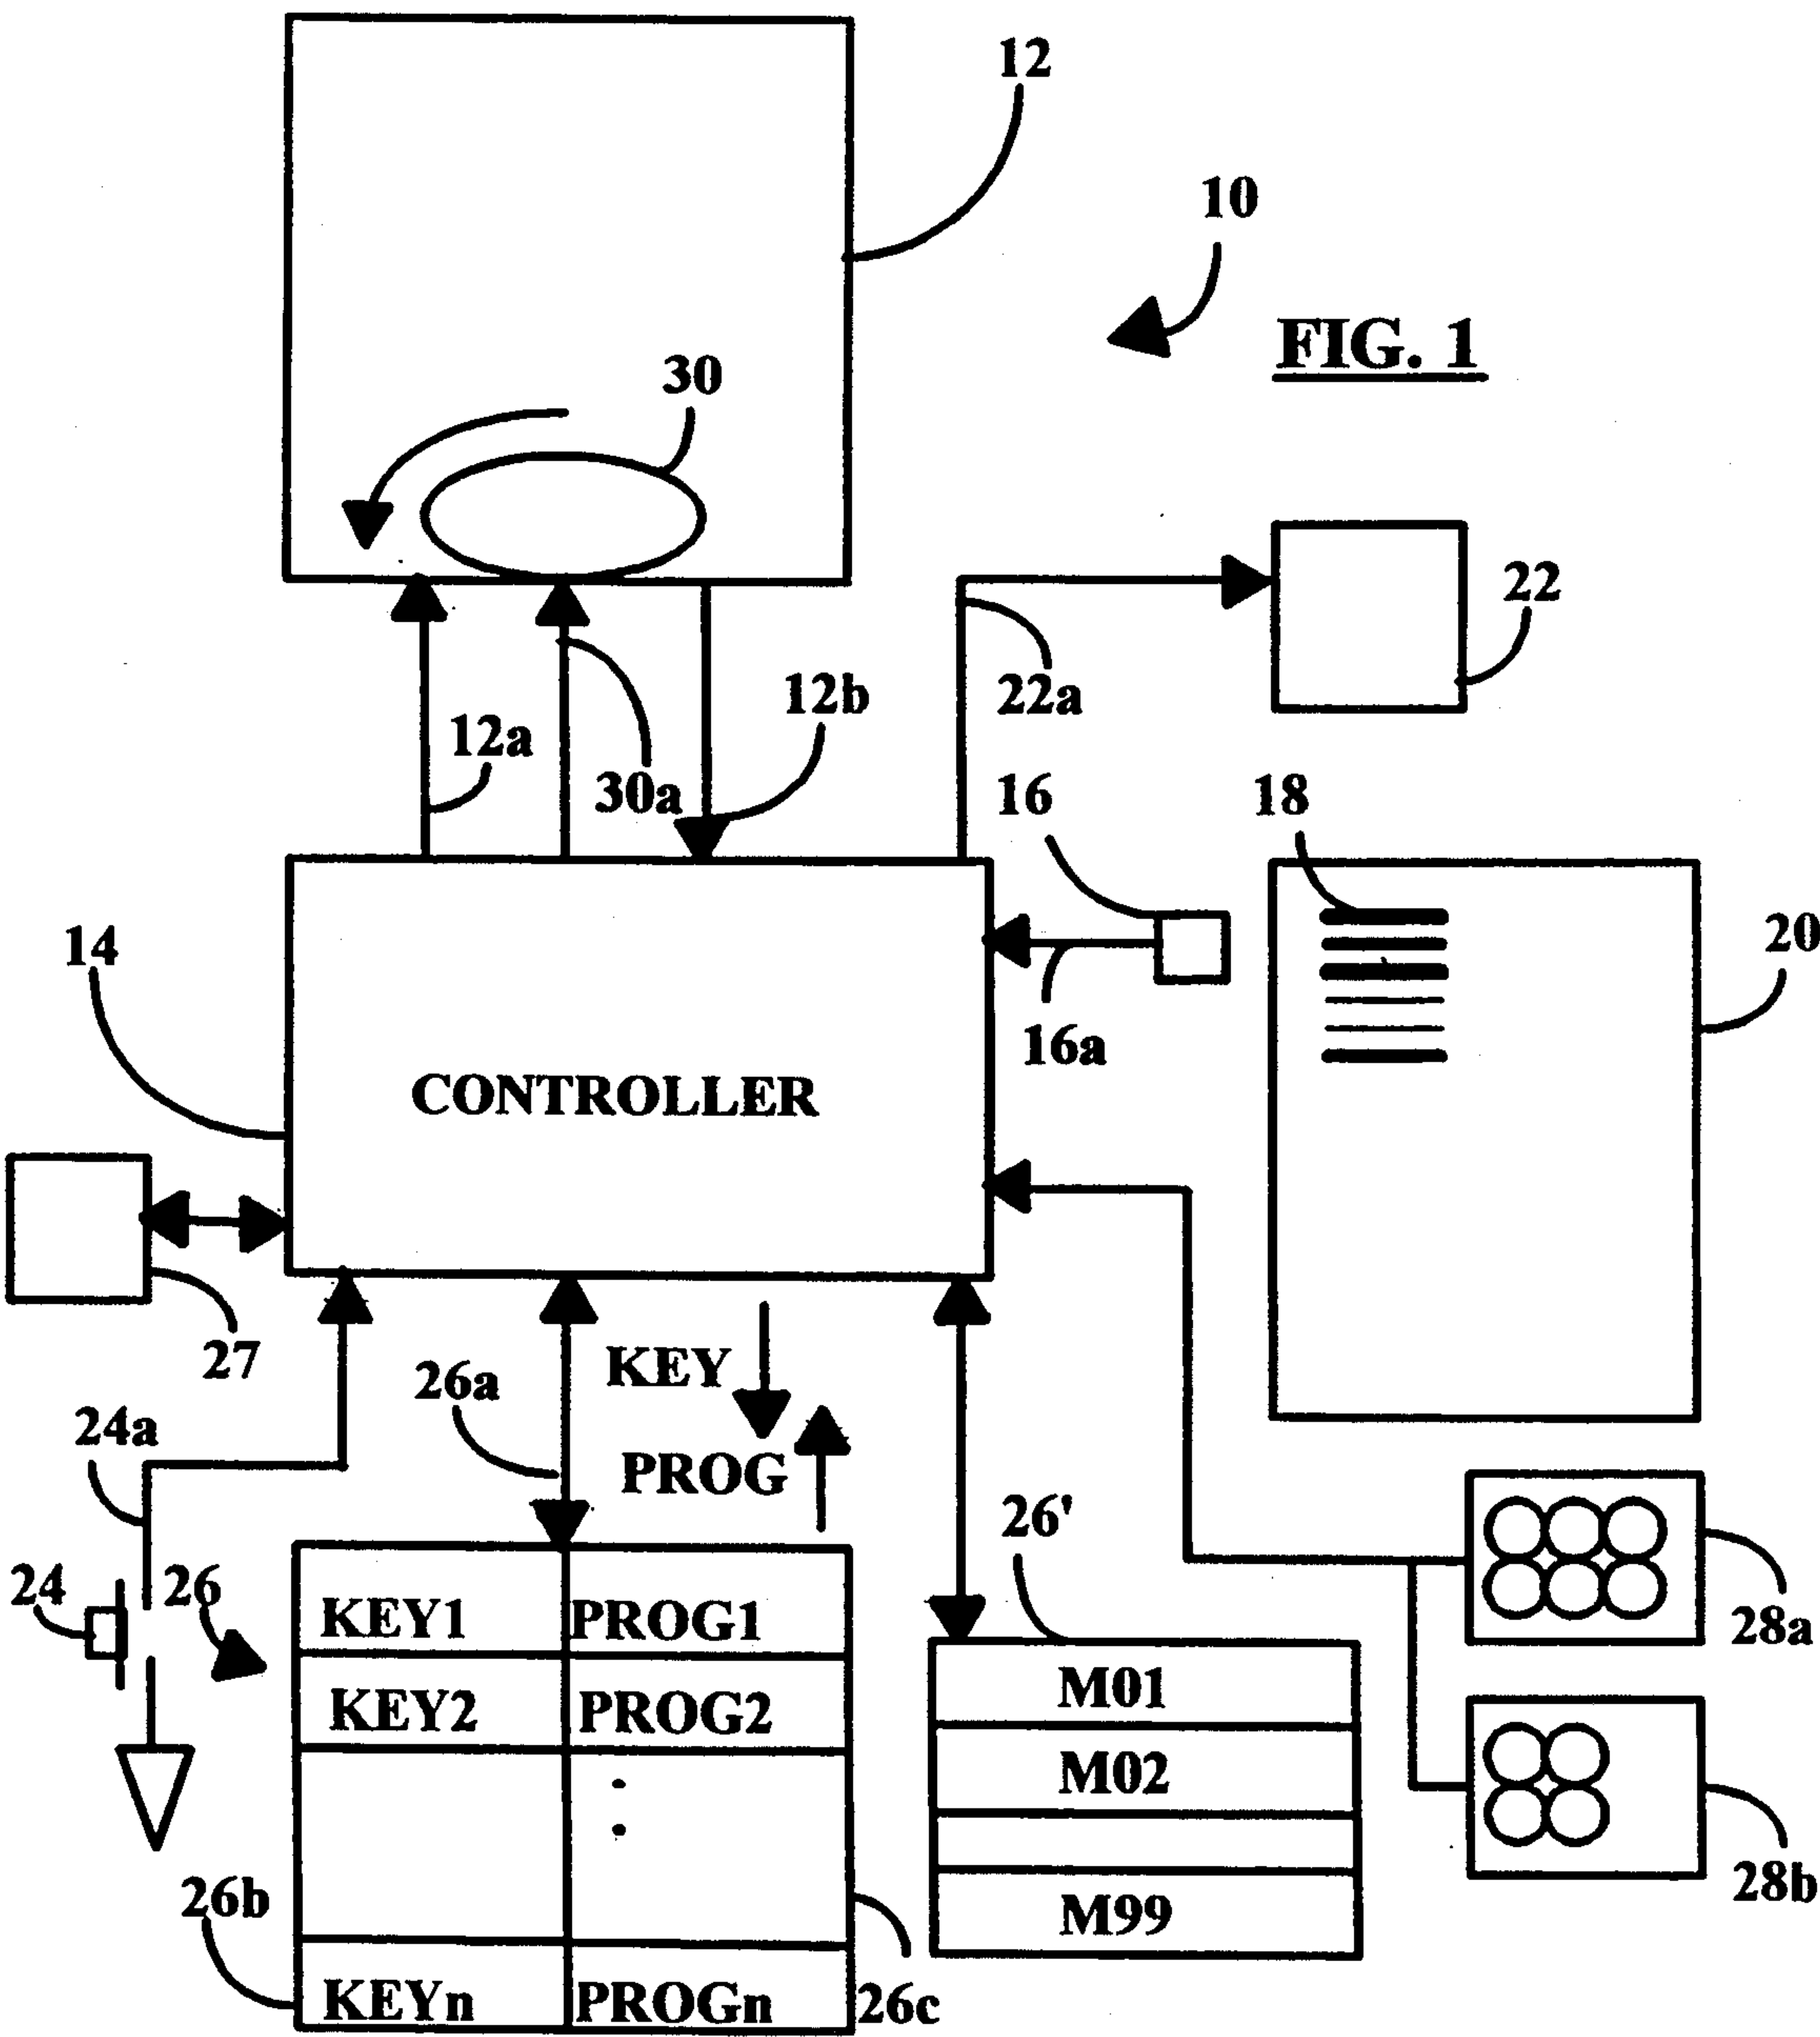 12
10
FIG. 1
30
22
12b
22a
12a
30a
16
18
14
20
16a
CONTROLLER
27
KEY
26a
24a
PROG
26'
24
26
KEY1 PROG1
28a
KEY2 PROG2
M01
M02
26b
28b
M99
KEYn PROGn
26c